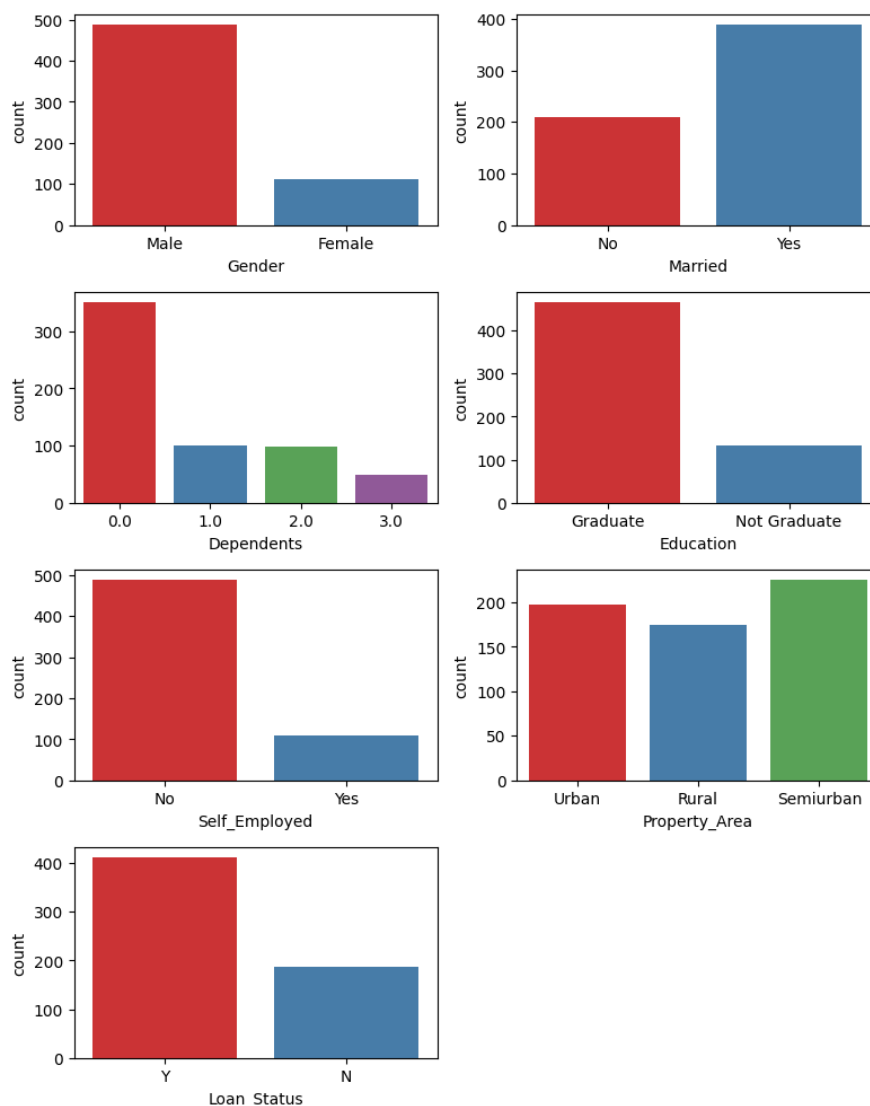 500
400
300
200
100
0
count
Male Female
Gender
400
300
200
100
0
count
No Yes
Married
300
200
100
0
count
0.0 1.0 2.0 3.0
Dependents
400
300
200
100
0
count
Graduate Not Graduate
Education
500
400
300
200
100
0
count
No Yes
Self_Employed
200
150
100
50
0
count
Urban Rural Semiurban
Property_Area
400
300
200
100
0
count
Y N
Loan_Status